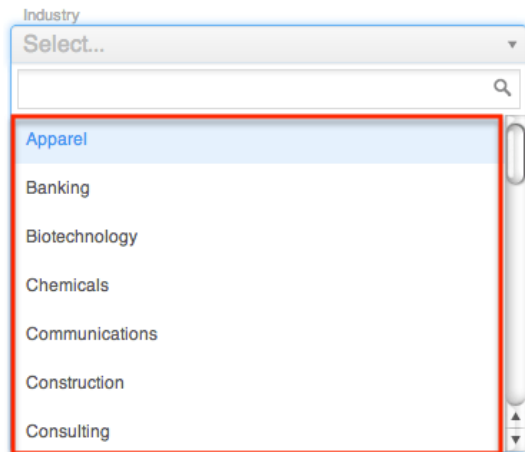 Industry
Select...
Apparel
Banking
Biotechnology
Chemicals
Communications
Construction
Consulting